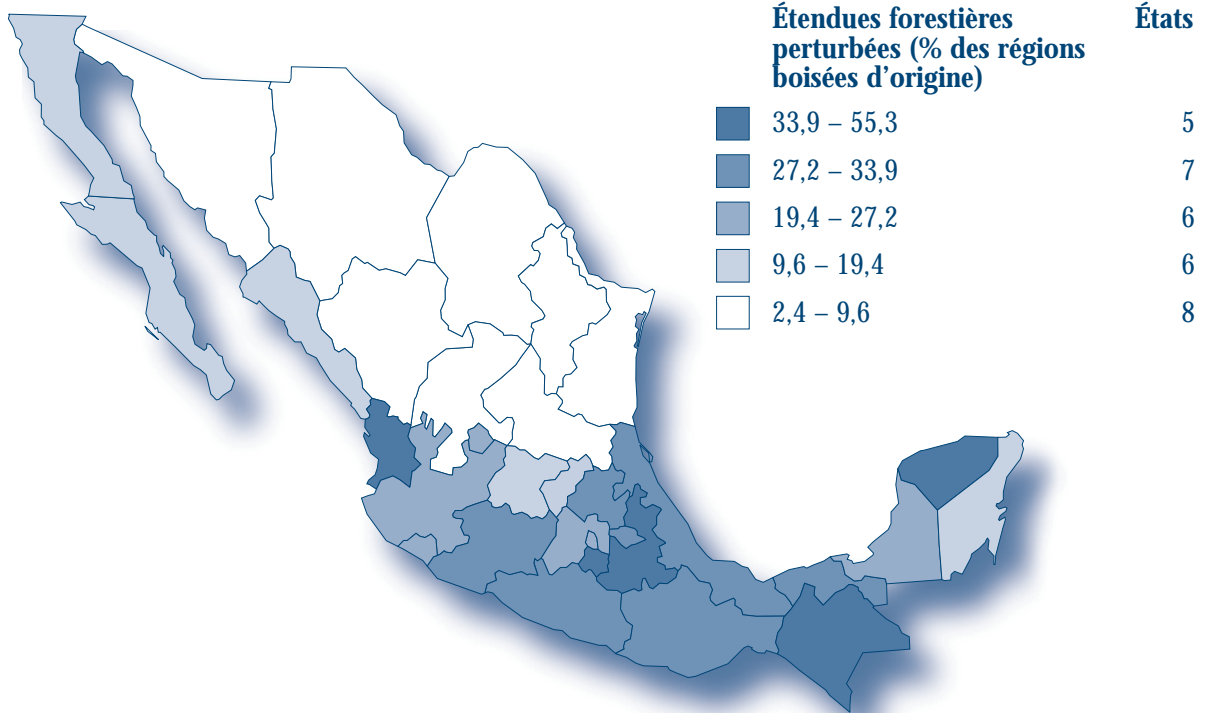 Étendues forestières États
perturbées (% des régions
boisées d'origine)
33,9 – 55,3 5
27,2 – 33,9 7
19,4 – 27,2 6
9,6 – 19,4 6
2,4 – 9,6 8